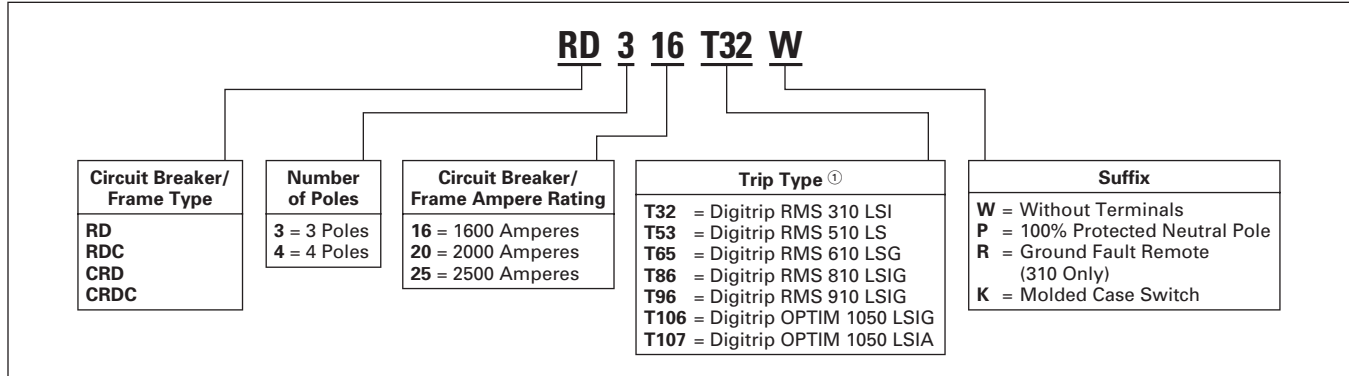 RD 3 16 T32 W
Circuit Breaker/
Frame Type
RD
RDC
CRD
CRDC
Number
of Poles
3 = 3 Poles
4 = 4 Poles
Circuit Breaker/
Frame Ampere Rating
16 = 1600 Amperes
20 = 2000 Amperes
25 = 2500 Amperes
Trip Type ①
T32 = Digitrip RMS 310 LSI
T53 = Digitrip RMS 510 LS
T65 = Digitrip RMS 610 LSG
T86 = Digitrip RMS 810 LSIG
T96 = Digitrip RMS 910 LSIG
T106 = Digitrip OPTIM 1050 LSIG
T107 = Digitrip OPTIM 1050 LSIA
Suffix
W = Without Terminals
P = 100% Protected Neutral Pole
R = Ground Fault Remote
(310 Only)
K = Molded Case Switch